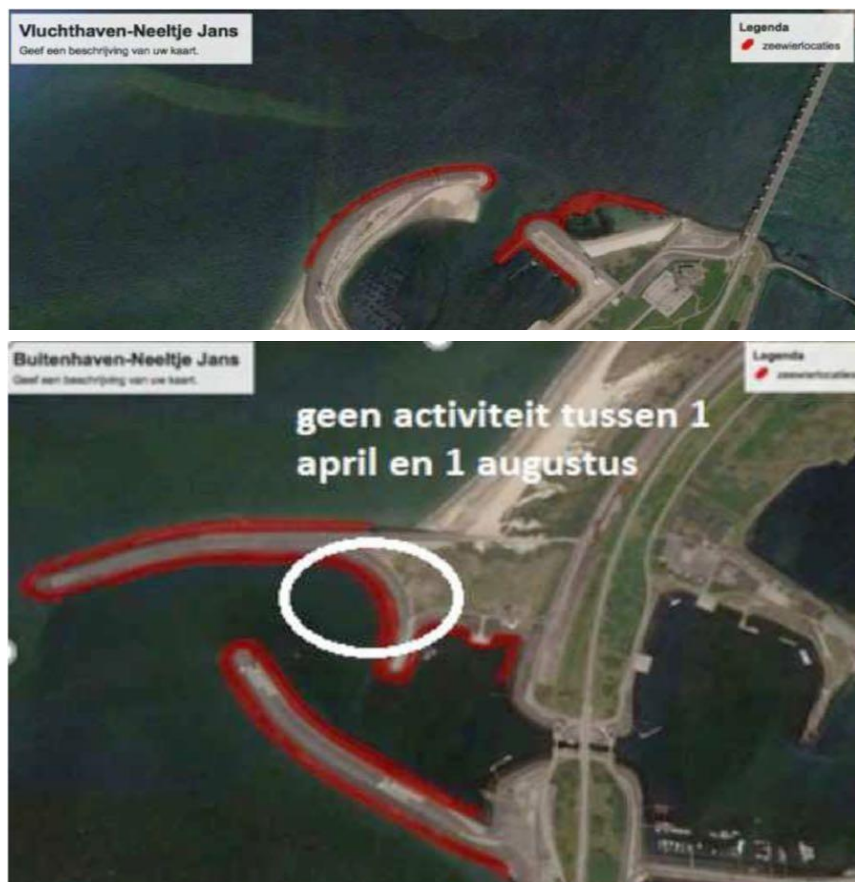 Vluchthaven-Neeltje Jans
Geef een beschrijving van uw kaart.
Legenda
zeewierlocaties
Buitenhaven-Neeltje Jans
Geef een beschrijving van uw kaart.
Legenda
zeewierlocaties
geen activiteit tussen 1
april en 1 augustus